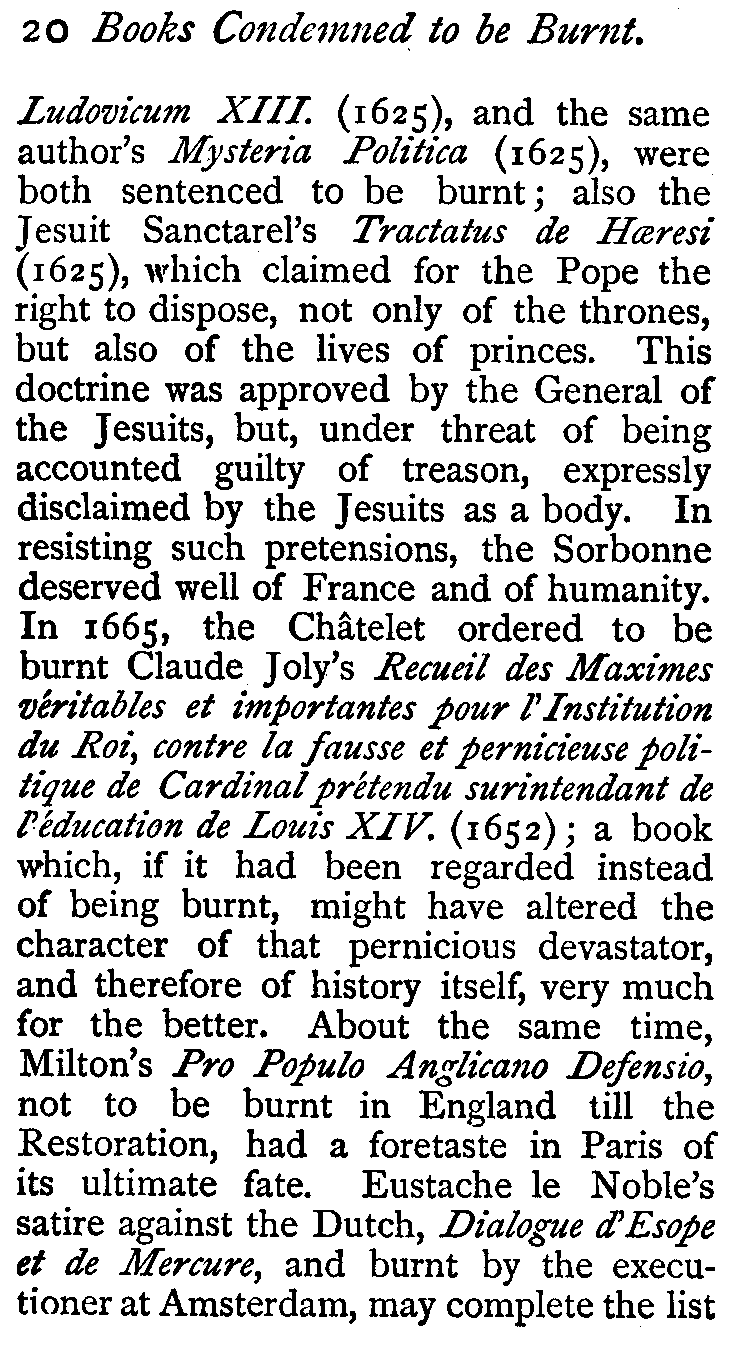 20 Books Condemned to be Burnt.
Ludovicum XIII. (1625), and the same
author's Mysteria Politica (1625), were
both sentenced to be burnt; also the
Jesuit Sanctarel's Tractatus de Hæresi
(1625), which claimed for the Pope the
right to dispose, not only of the thrones,
but also of the lives of princes. This
doctrine was approved by the General of
the Jesuits, but, under threat of being
accounted guilty of treason, expressly
disclaimed by the Jesuits as a body. In
resisting such pretensions, the Sorbonne
deserved well of France and of humanity.
In 1665, the Châtelet ordered to be
burnt Claude Joly's Recueil des Maximes
véritables et importantes pour l'Institution
du Roi, contre la fausse et pernicieuse poli-
tique de Cardinal prétendu surintendant de
l'éducation de Louis XIV. (1652); a book
which, if it had been regarded instead
of being burnt, might have altered the
character of that pernicious devastator,
and therefore of history itself, very much
for the better. About the same time,
Milton's Pro Populo Anglicano Defensio,
not to be burnt in England till the
Restoration, had a foretaste in Paris of
its ultimate fate. Eustache le Noble's
satire against the Dutch, Dialogue d'Esope
et de Mercure, and burnt by the execu-
tioner at Amsterdam, may complete the list